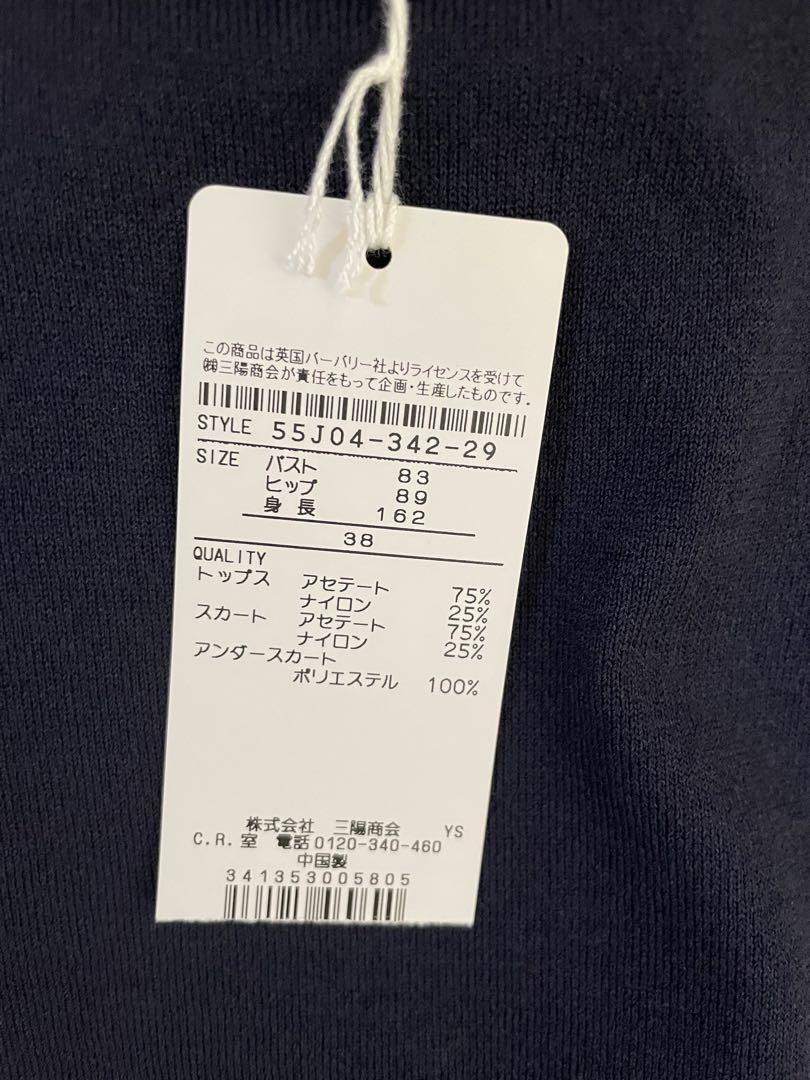 この商品は英国バーバリー社よりライセンスを受けて
㈱三陽商会が責任をもって企画・生産したものです.
STYLE 55J04-342-29
SIZE バスト 83
ヒップ 89
身長 162
38
QUALITY
トップス アセテート 75%
ナイロン 25%
スカート アセテート 75%
ナイロン 25%
アンダースカート
ポリエステル 100%
株式会社 三陽商会 YS
C.R.室 電話0120-340-460
中国製
341353005805